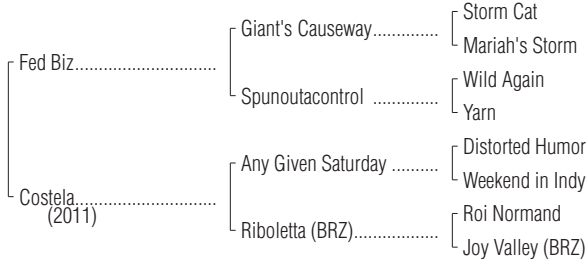 Storm Cat
Giant's Causeway..............
Mariah's Storm
Fed Biz..............................
Wild Again
Spunoutacontrol ..............
Yarn
Distorted Humor
Any Given Saturday ..........
Weekend in Indy
Costela..............................
(2011)
Roi Normand
Riboletta (BRZ)..................
Joy Valley (BRZ)